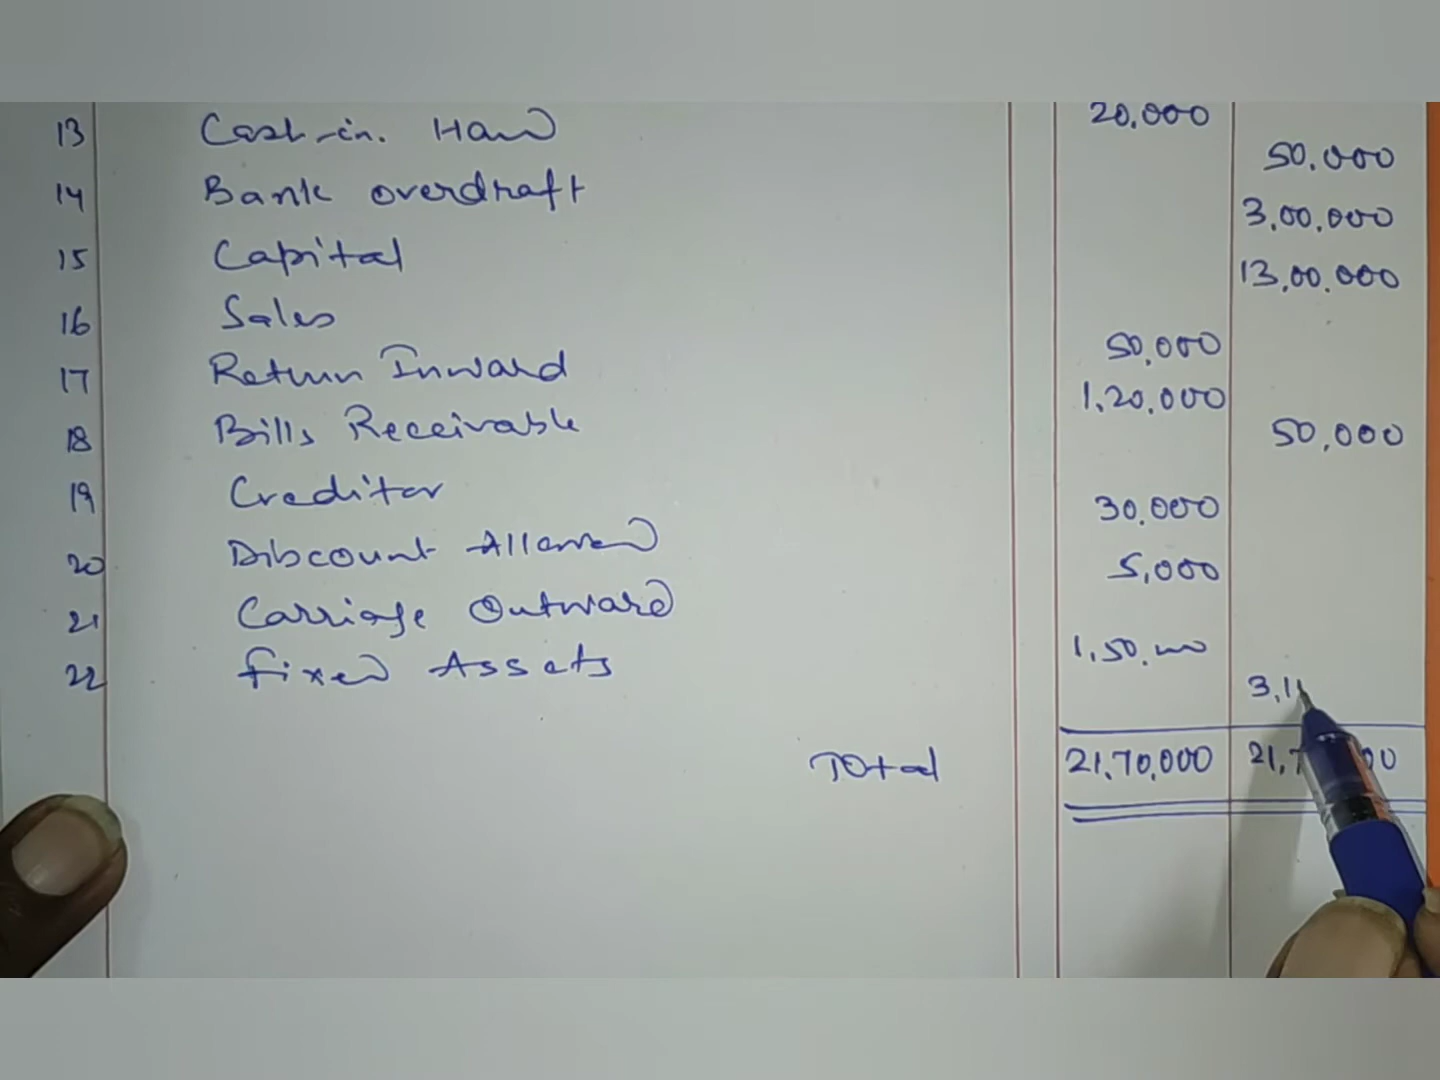 13 Cash-in. Hand 20,000
14 Bank overdraft 50,000
15 Capital 3,00,000
16 Sales 13,00,000
17 Return Inward 50,000
18 Bills Receivable 1,20,000
19 Creditor 50,000
20 Discount Allowed 30,000
21 Carriage Outward 5,000
22 Fixed Assets 1,50,000
3,1
Total 21,70,000